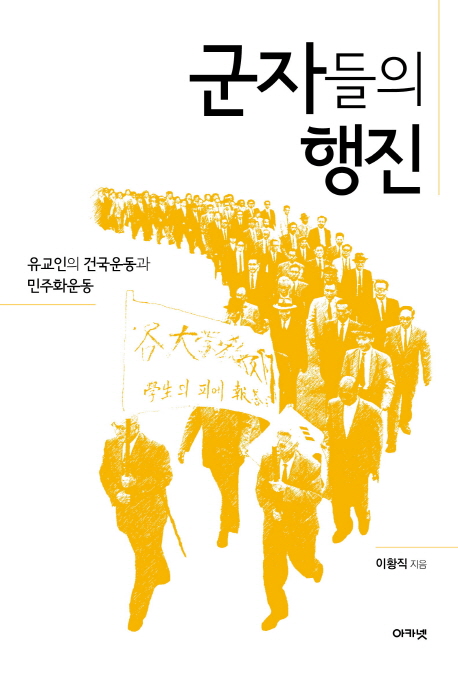 군자들의
행진
유교인의 건국운동과
민주화운동
各大學教授團
學生의 피에 報答하라
이황직 지음
아카넷